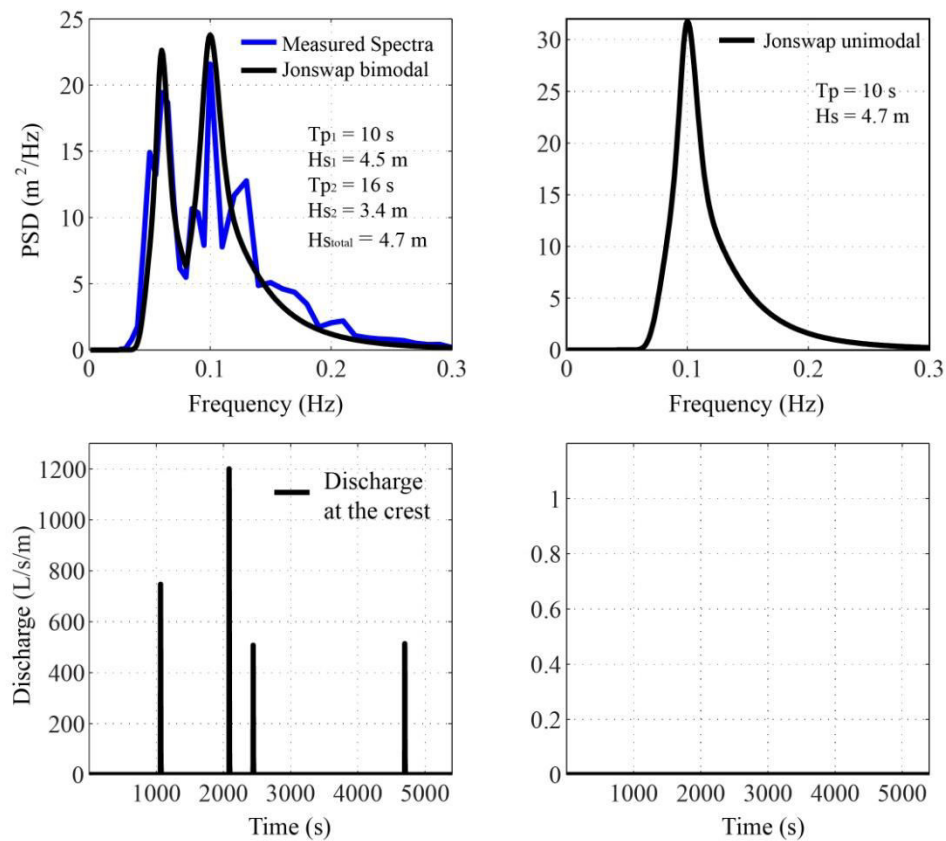 25
20
15
10
5
0
PSD (m²/Hz)
Measured Spectra
Jonswap bimodal
Tp₁ = 10 s
Hs₁ = 4.5 m
Tp₂ = 16 s
Hs₂ = 3.4 m
Hstotal = 4.7 m
0 0.1 0.2 0.3
Frequency (Hz)
30
25
20
15
10
5
0
Jonswap unimodal
Tp = 10 s
Hs = 4.7 m
0 0.1 0.2 0.3
Frequency (Hz)
1200
1000
800
600
400
200
0
Discharge (L/s/m)
Discharge
at the crest
1000 2000 3000 4000 5000
Time (s)
1
0.8
0.6
0.4
0.2
0
1000 2000 3000 4000 5000
Time (s)